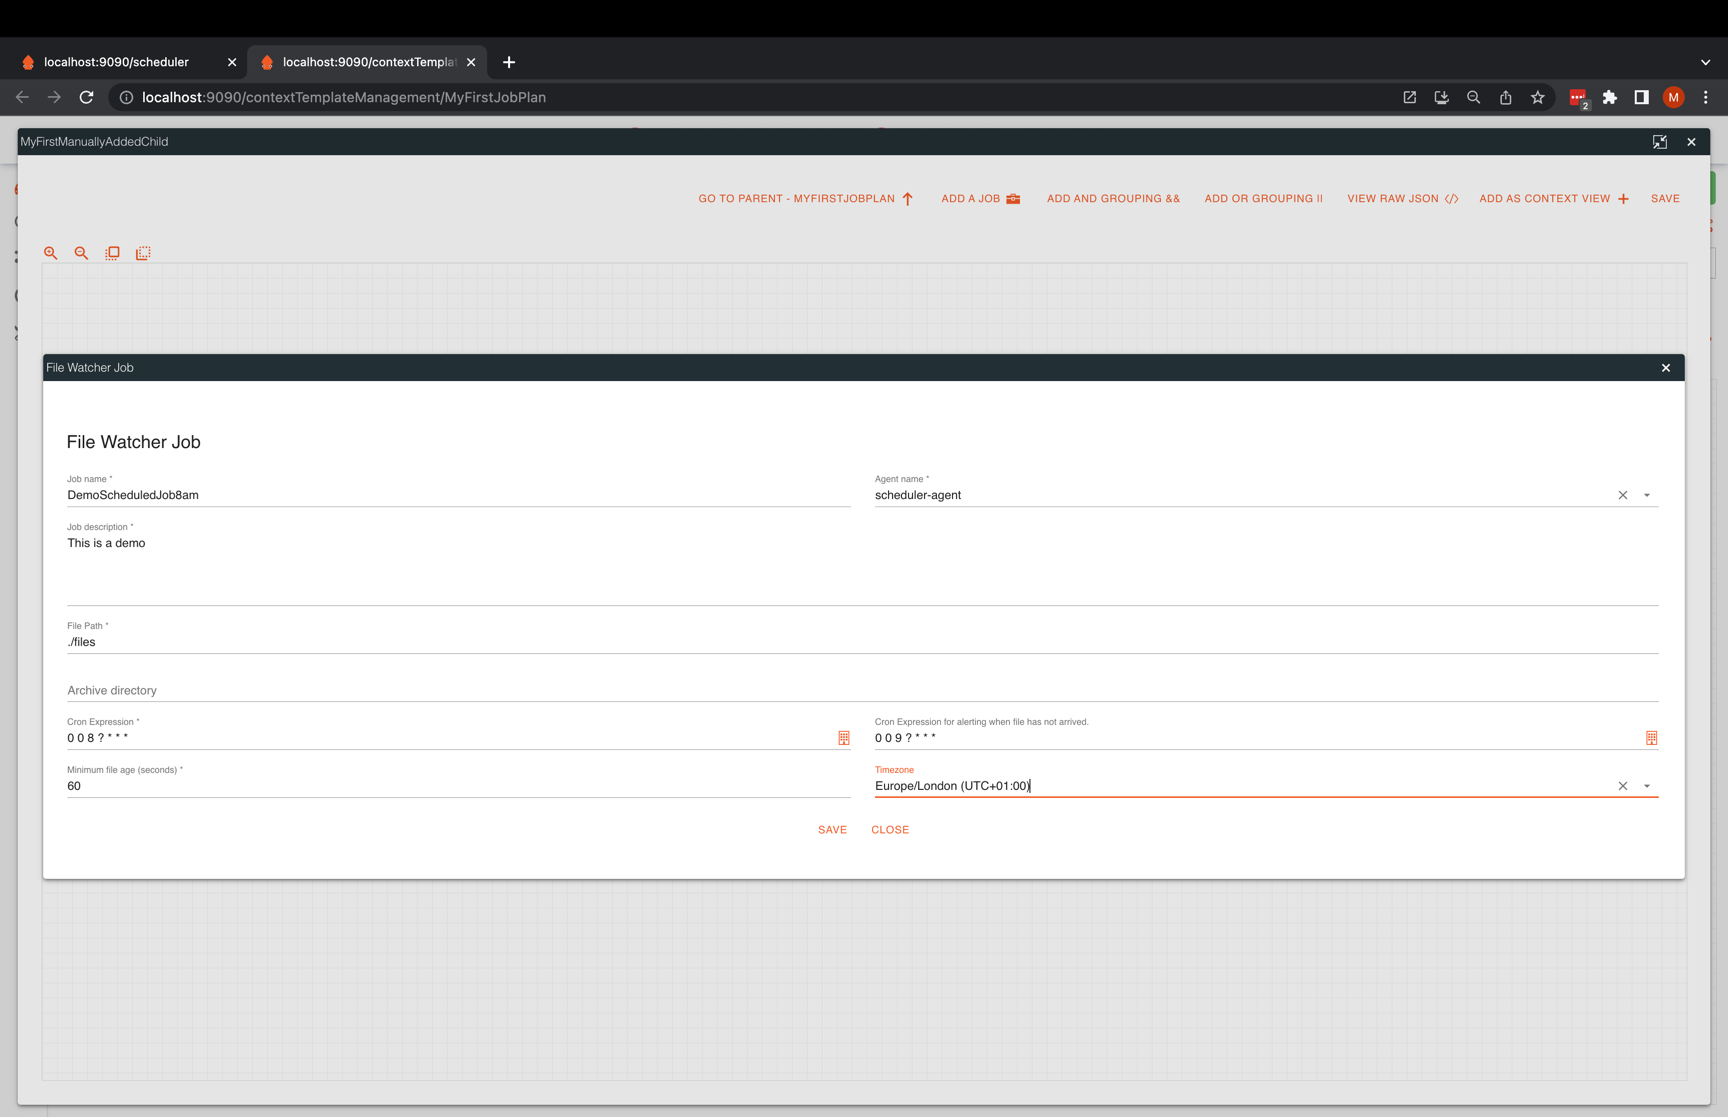 localhost:9090/scheduler
localhost:9090/contextTempla
localhost:9090/contextTemplateManagement/MyFirstJobPlan
2
M
MyFirstManuallyAddedChild
GO TO PARENT - MYFIRSTJOBPLAN
ADD A JOB
ADD AND GROUPING &&
ADD OR GROUPING ||
VIEW RAW JSON </>
ADD AS CONTEXT VIEW +
SAVE
File Watcher Job
File Watcher Job
Job name *
DemoScheduledJob8am
Agent name *
scheduler-agent
Job description *
This is a demo
File Path *
./files
Archive directory
Cron Expression *
0 0 8 ? * * *
Cron Expression for alerting when file has not arrived.
0 0 9 ? * * *
Minimum file age (seconds) *
60
Timezone
Europe/London (UTC+01:00)
SAVE
CLOSE